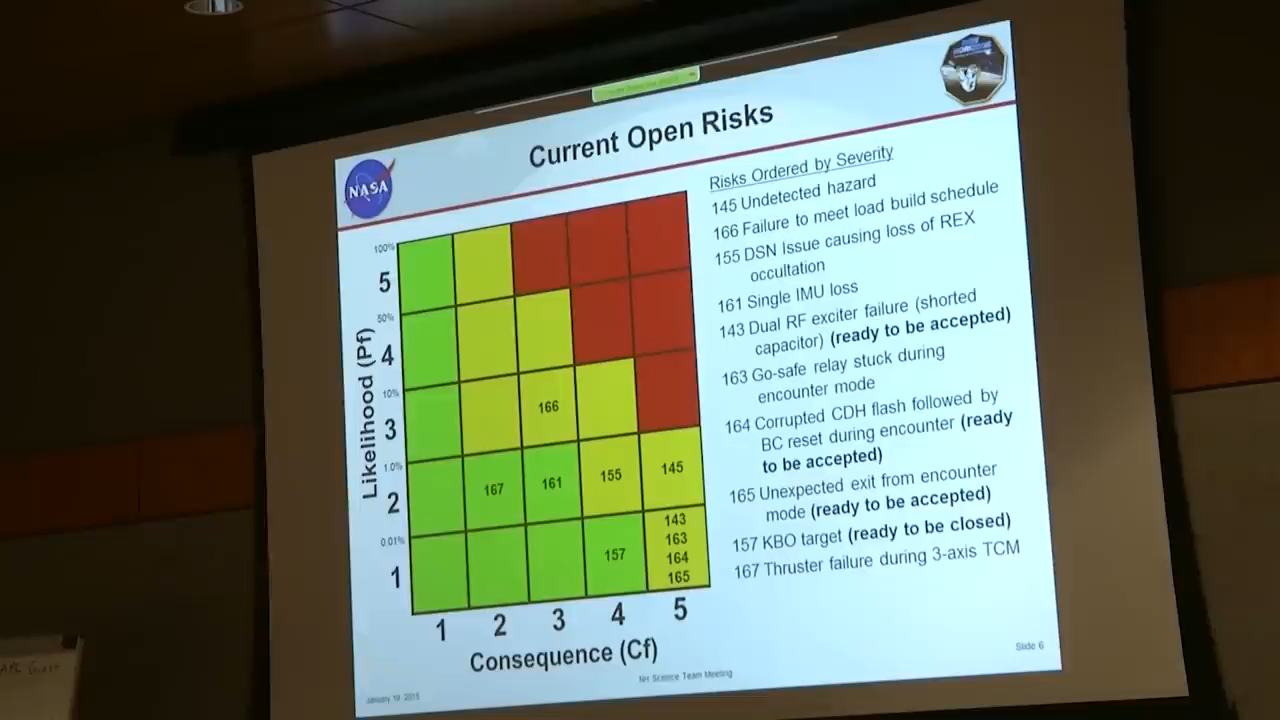 Current Open Risks
NASA
Risks Ordered by Severity
145 Undetected hazard
166 Failure to meet load build schedule
155 DSN Issue causing loss of REX
occultation
161 Single IMU loss
143 Dual RF exciter failure (shorted
capacitor) (ready to be accepted)
163 Go-safe relay stuck during
encounter mode
164 Corrupted CDH flash followed by
BC reset during encounter (ready
to be accepted)
165 Unexpected exit from encounter
mode (ready to be accepted)
157 KBO target (ready to be closed)
167 Thruster failure during 3-axis TCM
Likelihood (Pf)
100%
5
50%
4
10%
3
166
1.0%
2
167 161 155 145
0.01%
1
157
143
163
164
165
1 2 3 4 5
Consequence (Cf)
January 19, 2015
NH Science Team Meeting
Slide 6